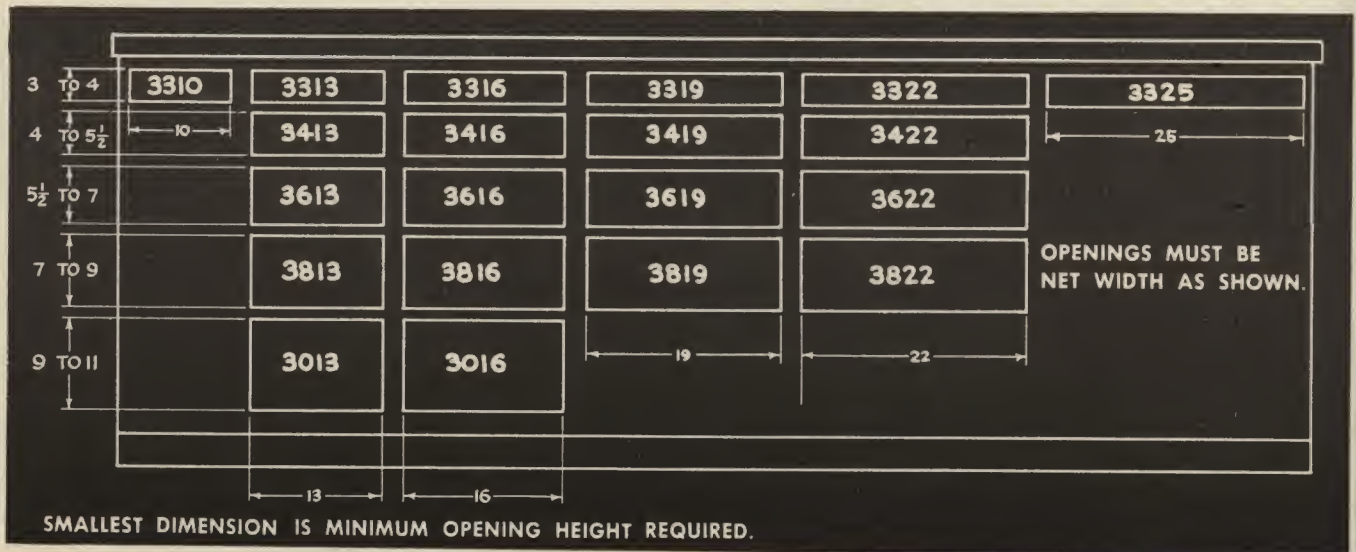 3 TO 4 3310 3313 3316 3319 3322 3325
10 25
4 TO 5½ 3413 3416 3419 3422
5½ TO 7 3613 3616 3619 3622
7 TO 9 3813 3816 3819 3822
OPENINGS MUST BE
NET WIDTH AS SHOWN.
9 TO 11 3013 3016
19 22
13 16
SMALLEST DIMENSION IS MINIMUM OPENING HEIGHT REQUIRED.